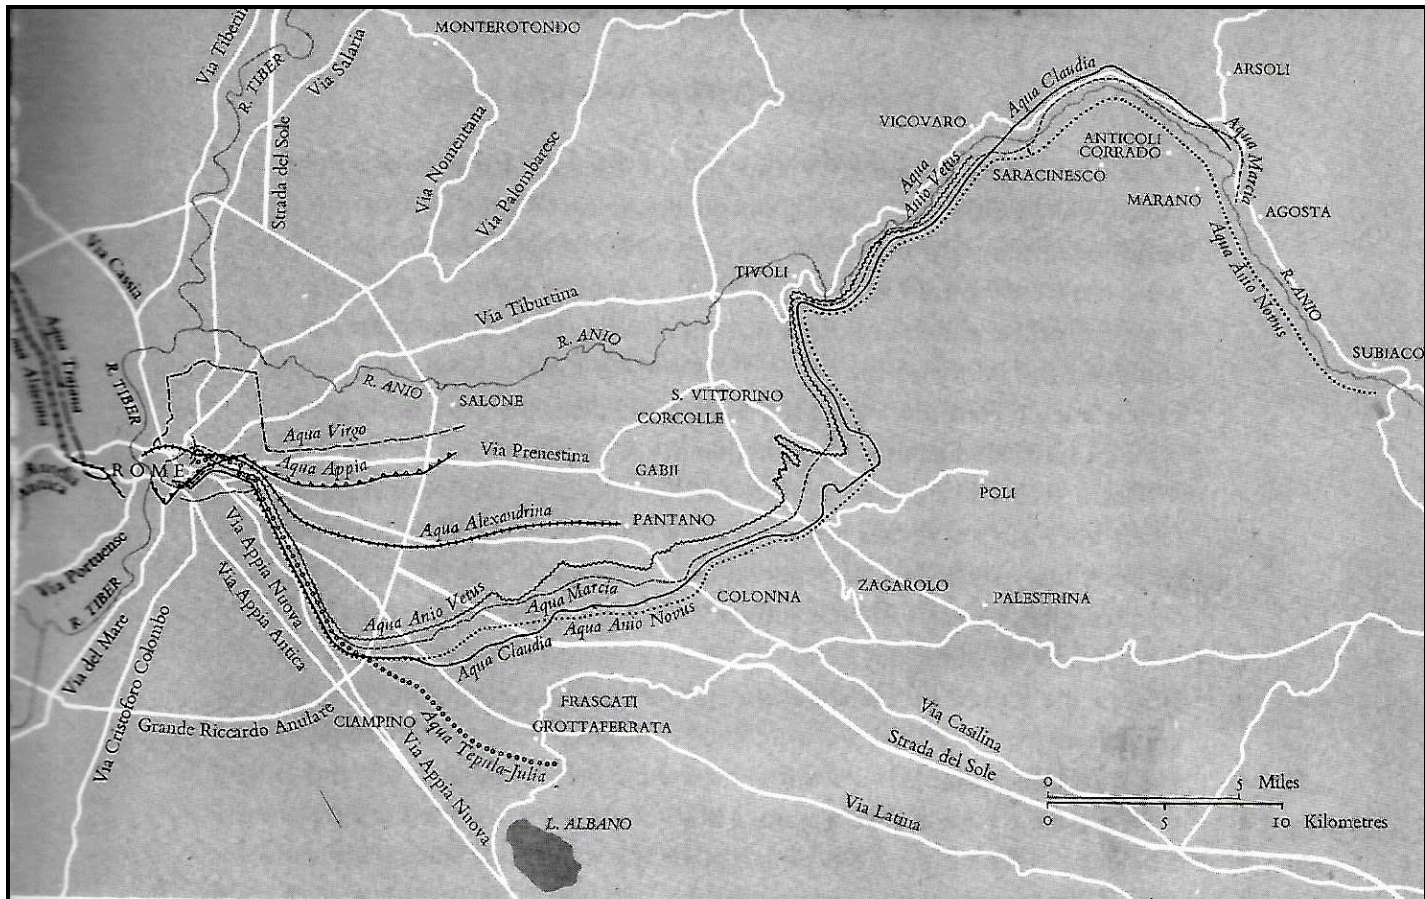 MONTEROTONDO
Via Tiberin
R. TIBER
Via Salaria
Strada del Sole
Via Nomentana
Via Palombarese
Aqua Claudia
ARSOLI
VICOVARO
ANTICOLI
CORRADO
Aqua Marcia
Aqua
Anio Vetus
SARACINESCO
MARANO
AGOSTA
Via Cassia
TIVOLI
Aqua Anio Novus
R. ANIO
Via Tiburtina
R. ANIO
SUBIACO
Aqua Traiana
R. TIBER
R. ANIO
SALONE
S. VITTORINO
CORCOLLE
Aqua Virgo
Via Prenestina
ROME
Aqua Appia
GABII
POLI
Aqua Alexandrina
PANTANO
Via Portuense
Via Appia Nuova
Via Appia Antica
R. TIBER
Aqua Anio Vetus
Aqua Marcia
COLONNA
ZAGAROLO
PALESTRINA
Aqua Anio Novus
Aqua Claudia
Via del Mare
Via Cristoforo Colombo
Grande Riccardo Anulare
CIAMPINO
FRASCATI
GROTTAFERRATA
Aqua Tepula-Julia
Via Appia Nuova
Via Casilina
Strada del Sole
Via Latina
L. ALBANO
0 5 Miles
0 5 10 Kilometres